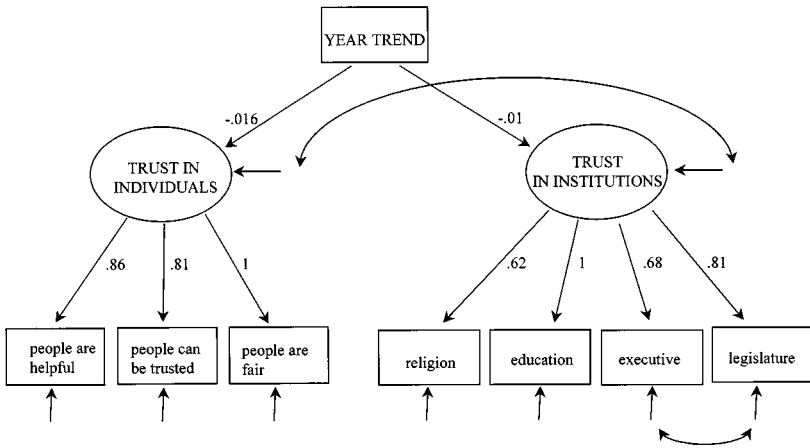 YEAR TREND
-.016
-.01
TRUST IN
INDIVIDUALS
TRUST
IN INSTITUTIONS
.86
.81
1
.62
1
.68
.81
people are
helpful
people can
be trusted
people are
fair
religion
education
executive
legislature